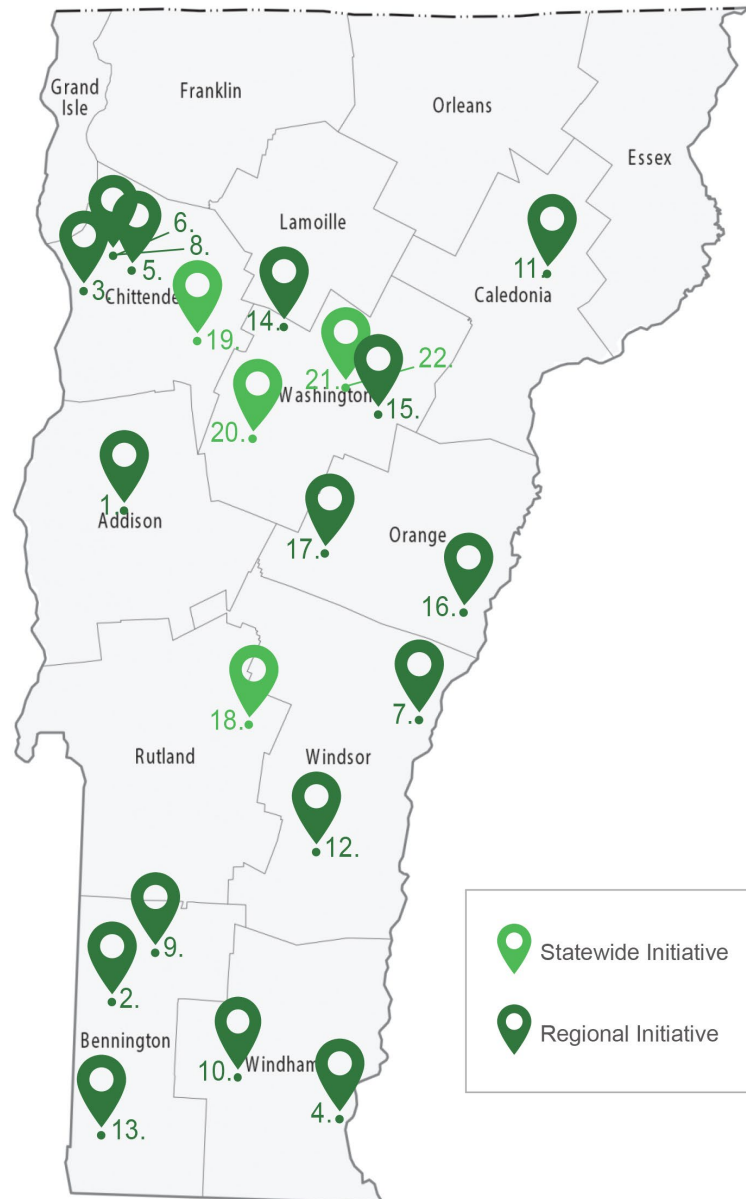 Grand
Isle
Franklin
Orleans
Essex
Lamoille
6.
8.
5.
3.
Chittende
11.
Caledonia
14.
19.
21.
22.
Washington
15.
20.
1.
Addison
17.
Orange
16.
18.
7.
Rutland
Windsor
12.
9.
2.
Statewide Initiative
Regional Initiative
Bennington
10.
Windham
4.
13.